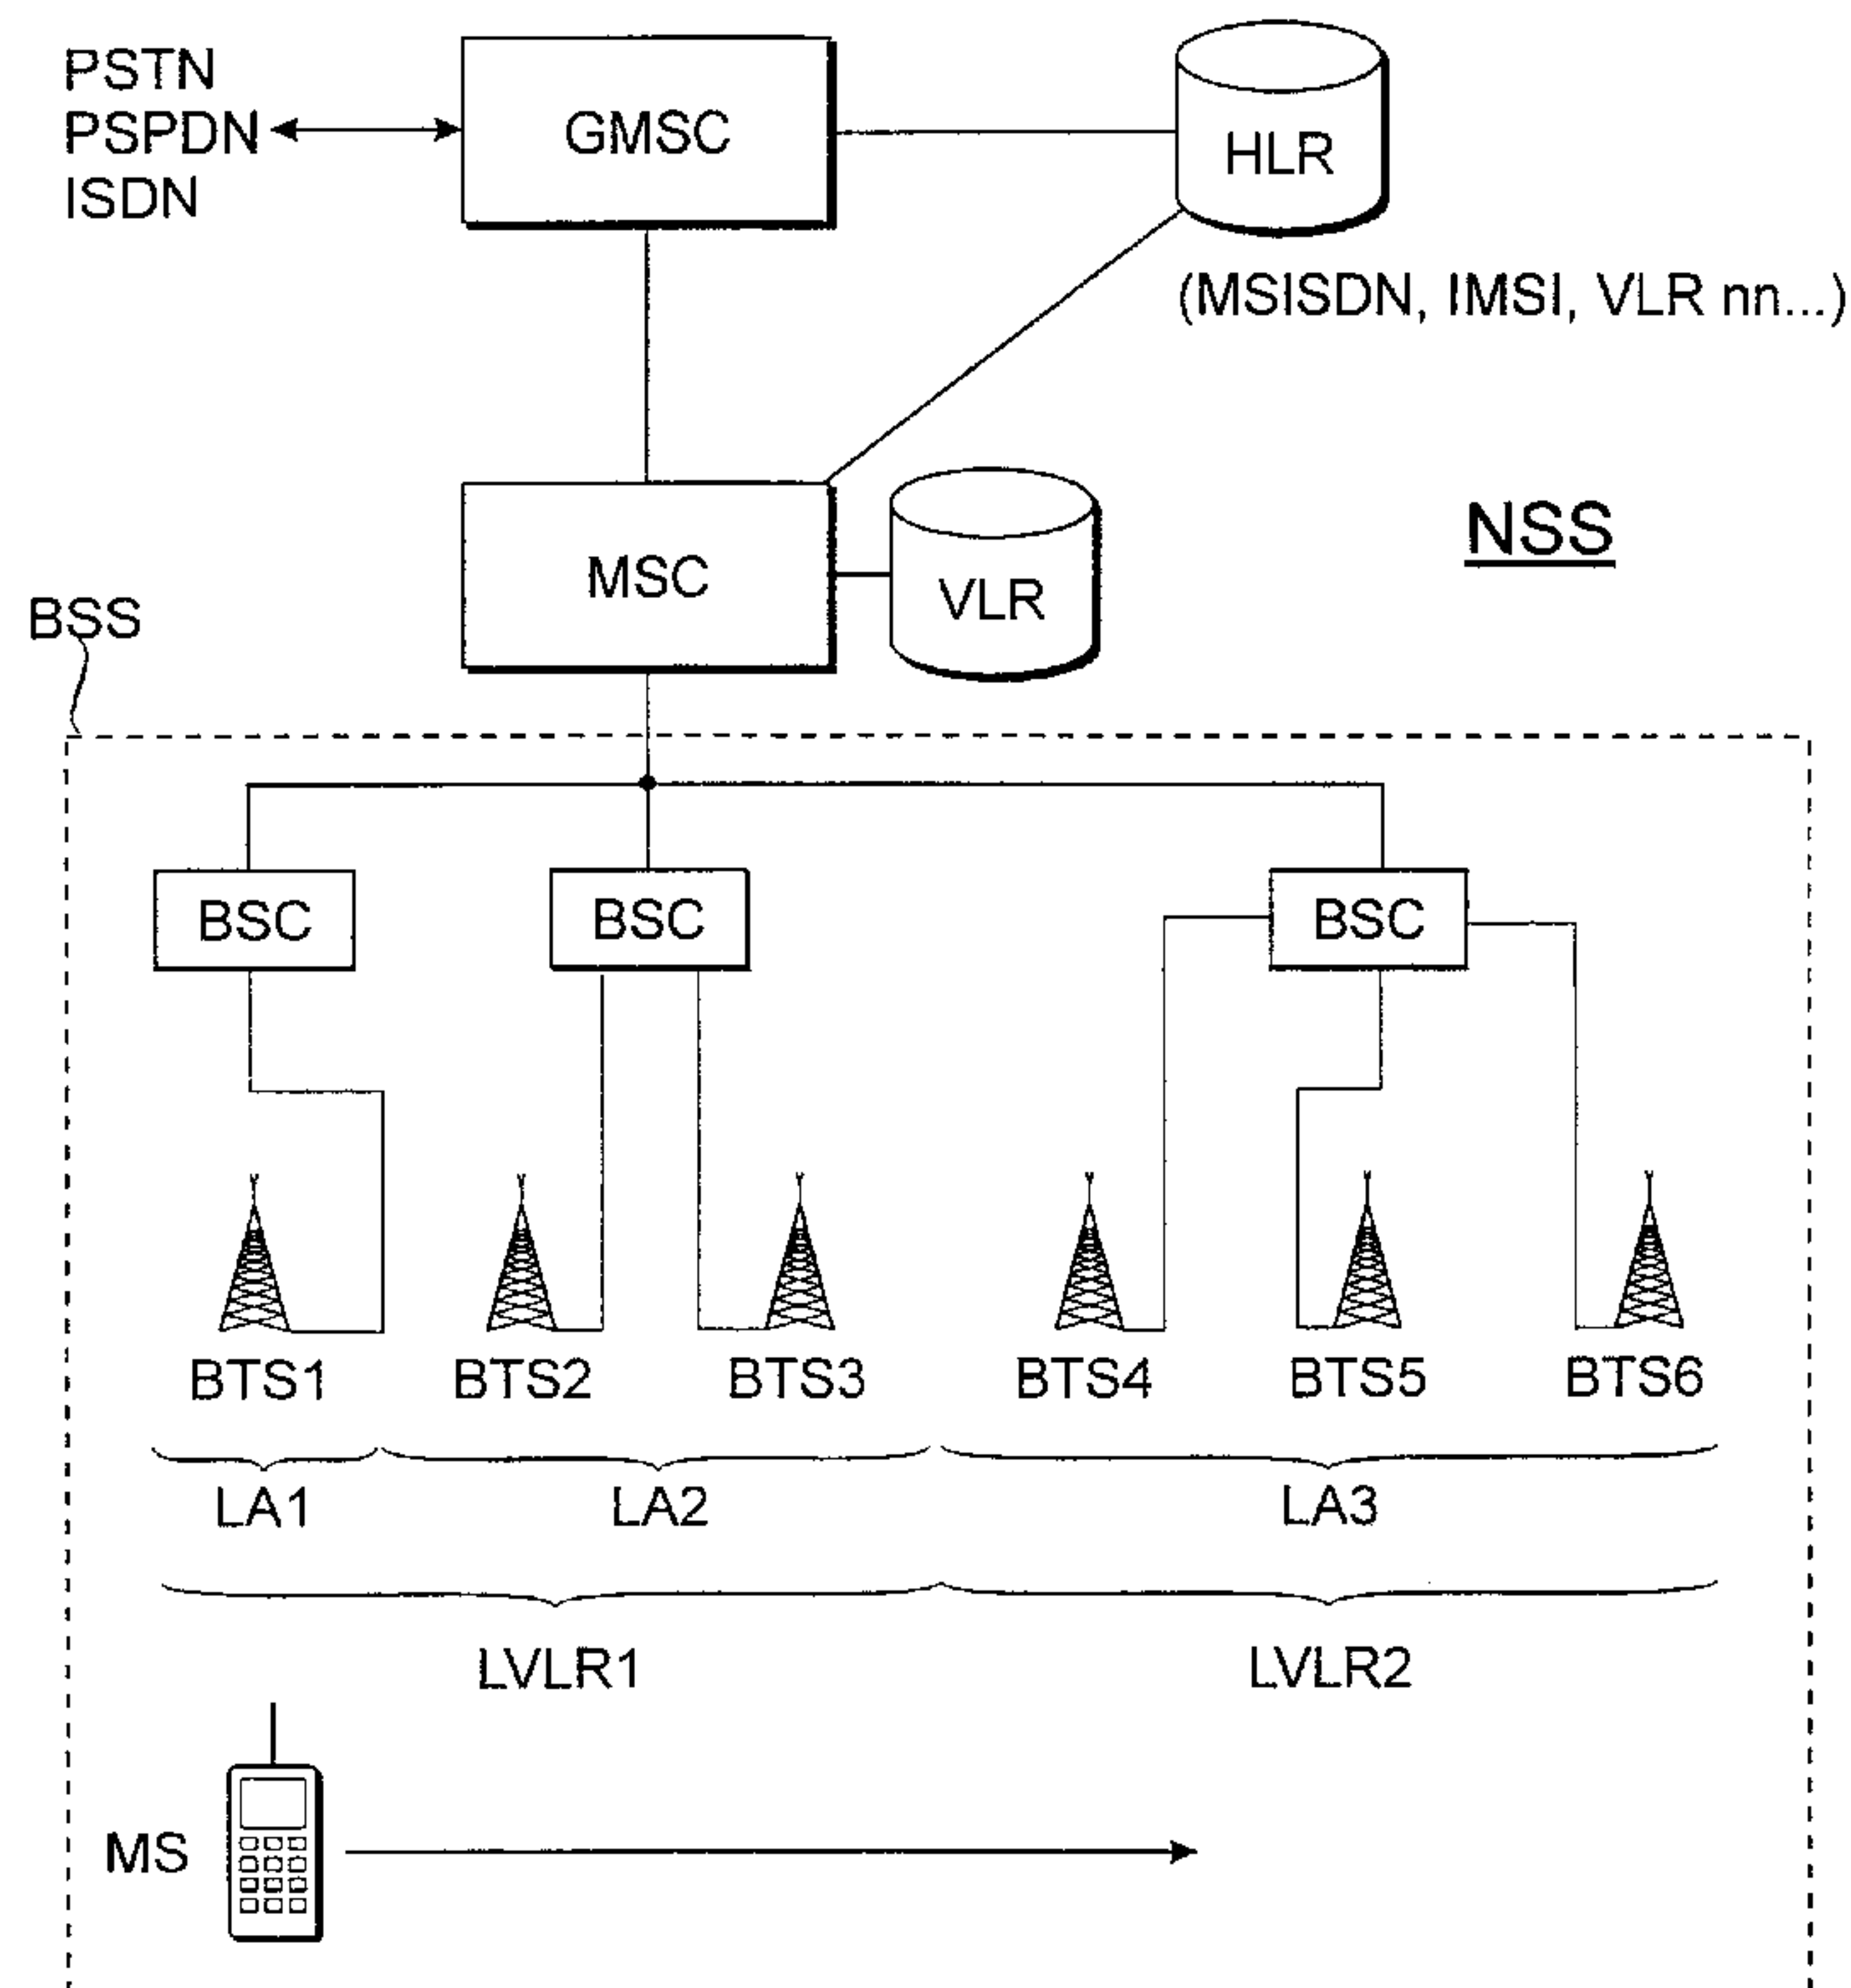 PSTN
PSPDN
ISDN
GMSC
HLR
(MSISDN, IMSI, VLR nn...)
MSC
VLR
NSS
BSS
BSC
BSC
BSC
BTS1
BTS2
BTS3
BTS4
BTS5
BTS6
LA1
LA2
LA3
LVLR1
LVLR2
MS